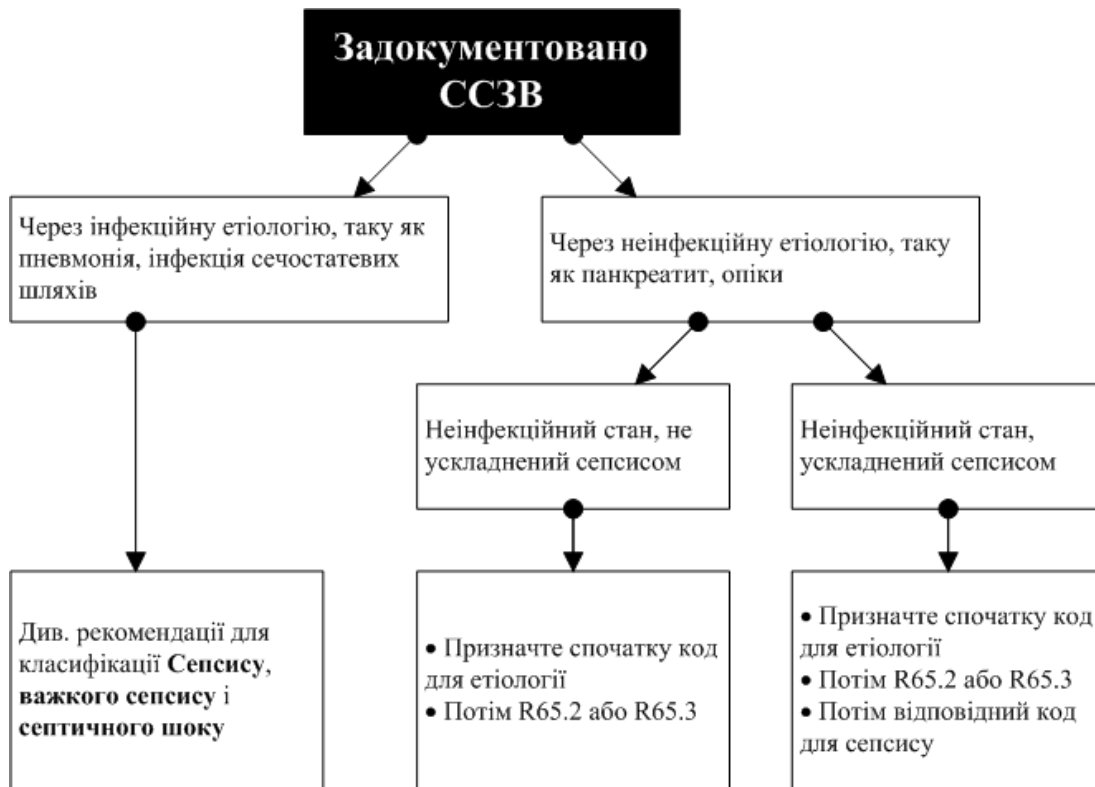 Задокументовано
ССЗВ
Через інфекційну етіологію, таку як
пневмонія, інфекція сечостатевих
шляхів
Через неінфекційну етіологію, таку
як панкреатит, опіки
Неінфекційний стан, не
ускладнений сепсисом
Неінфекційний стан,
ускладнений сепсисом
Див. рекомендації для
класифікації Сепсису,
важкого сепсису і
септичного шоку
• Призначте спочатку код
для етіології
• Потім R65.2 або R65.3
• Призначте спочатку код
для етіології
• Потім R65.2 або R65.3
• Потім відповідний код
для сепсису